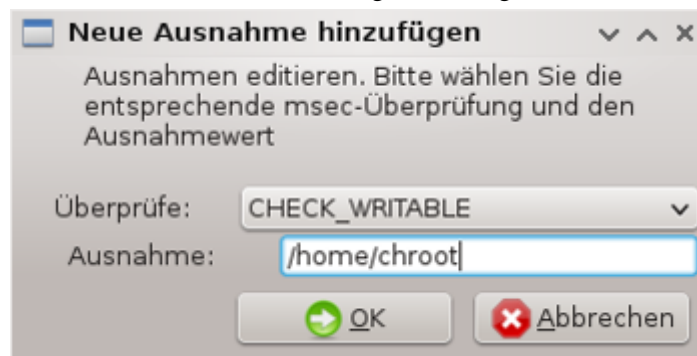 Neue Ausnahme hinzufügen
Ausnahmen editieren. Bitte wählen Sie die
entsprechende msec-Überprüfung und den
Ausnahmewert
Überprüfe: CHECK_WRITABLE
Ausnahme: /home/chroot
OK Abbrechen